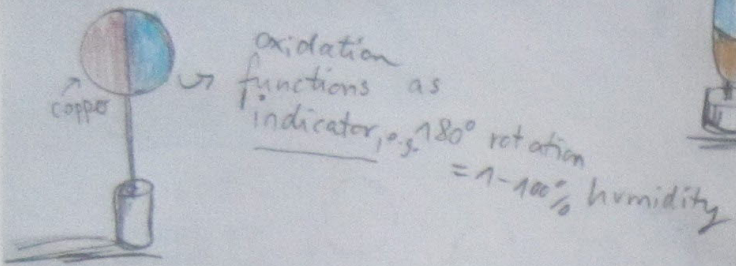 copper
oxidation
functions as
indicator, e.g. 180° rotation
= 1-100% humidity